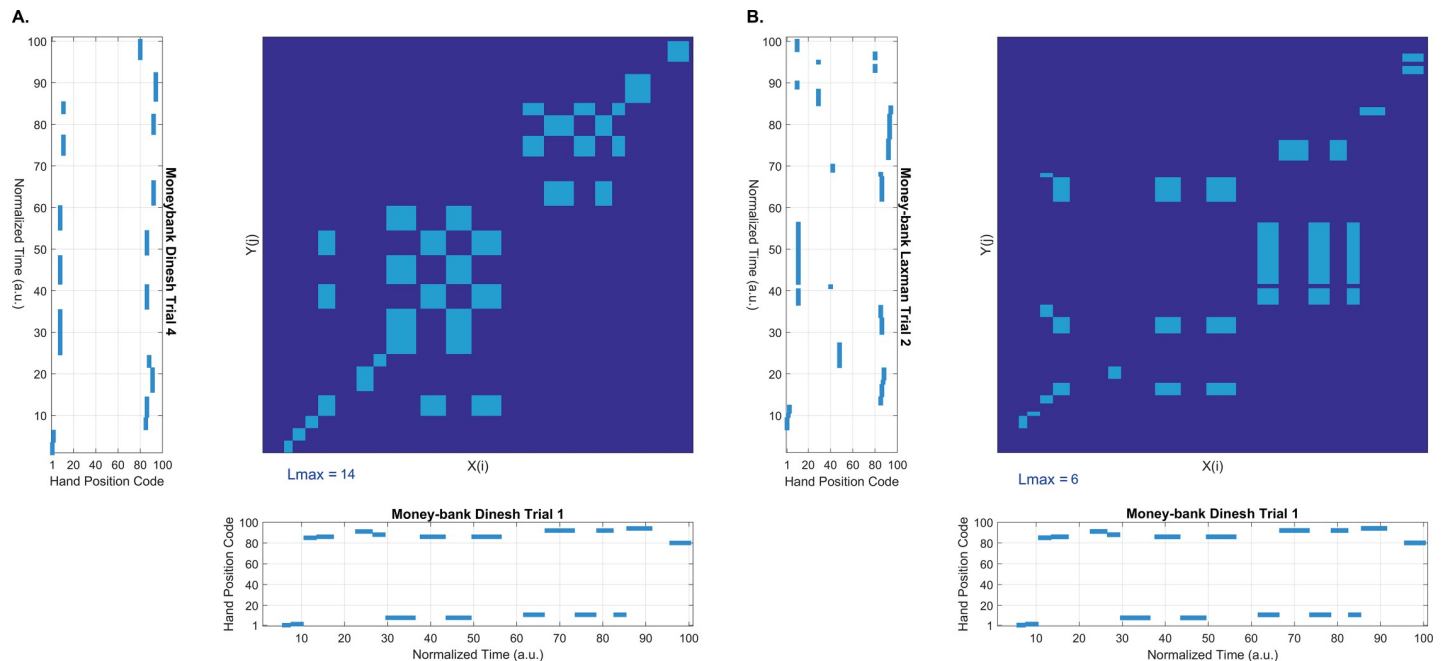 A.
100
90
80
70
60
50
40
30
20
10
Normalized Time (a.u.)
1 20 40 60 80 100
Hand Position Code
Moneybank Dinesh Trial 4
Y(j)
X(i)
Lmax = 14
Money-bank Dinesh Trial 1
100
80
60
40
20
1
Hand Position Code
10 20 30 40 50 60 70 80 90 100
Normalized Time (a.u.)
B.
100
90
80
70
60
50
40
30
20
10
Normalized Time (a.u.)
1 20 40 60 80 100
Hand Position Code
Money-bank Laxman Trial 2
Y(j)
X(i)
Lmax = 6
Money-bank Dinesh Trial 1
100
80
60
40
20
1
Hand Position Code
10 20 30 40 50 60 70 80 90 100
Normalized Time (a.u.)